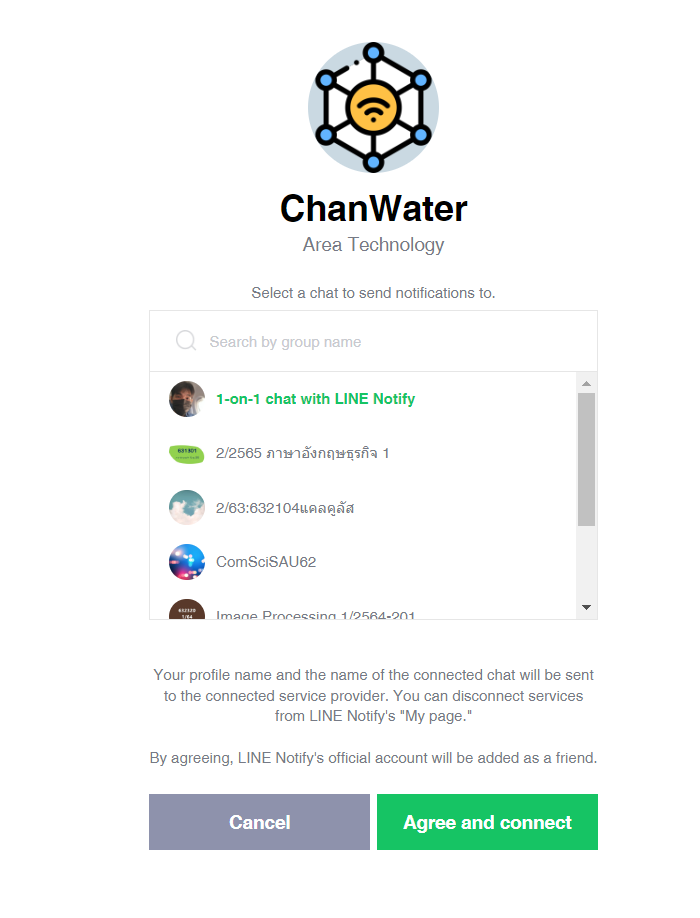 ChanWater
Area Technology
Select a chat to send notifications to.
Search by group name
1-on-1 chat with LINE Notify
631301
2/2565 ภาษาอังกฤษธุรกิจ 1
2/63:632104แคลคูลัส
ComSciSAU62
632320
1/64
Image Processing 1/2564-201
Your profile name and the name of the connected chat will be sent
to the connected service provider. You can disconnect services
from LINE Notify's "My page."
By agreeing, LINE Notify's official account will be added as a friend.
Cancel
Agree and connect